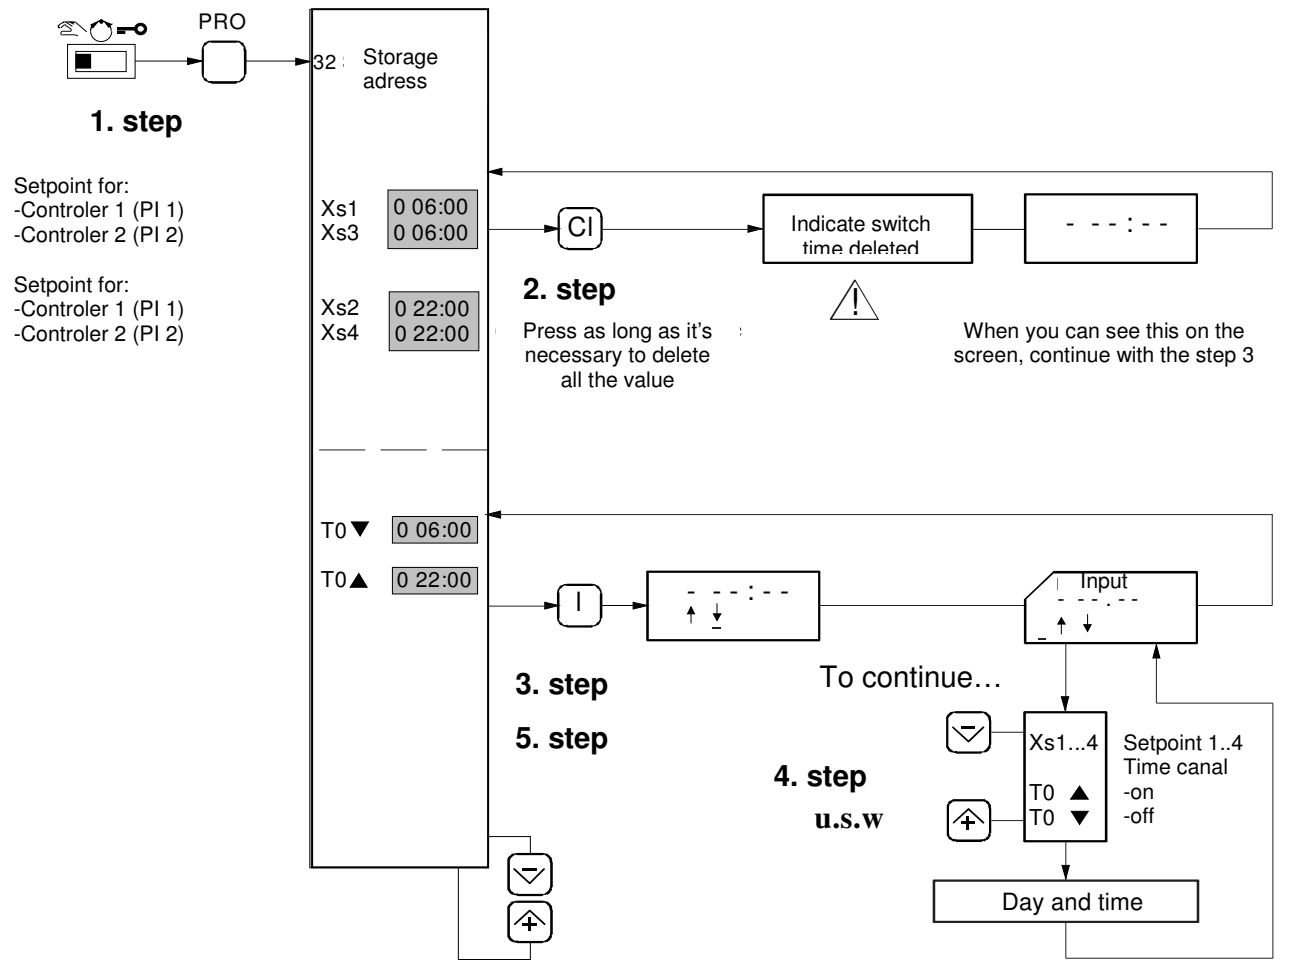 PRO
32 :
Storage
adress
1. step
Setpoint for:
-Controler 1 (PI 1)
-Controler 2 (PI 2)
Xs1 0 06:00
Xs3 0 06:00
CI
Indicate switch
time deleted
- --:--
Setpoint for:
-Controler 1 (PI 1)
-Controler 2 (PI 2)
Xs2 0 22:00
Xs4 0 22:00
2. step
Press as long as it's
necessary to delete
all the value
!
When you can see this on the
screen, continue with the step 3
T0 ▼ 0 06:00
T0 ▲ 0 22:00
I
- --:--
Input
- --.--
3. step
To continue...
5. step
4. step
u.s.w
Xs1...4
T0 ▲
T0 ▼
Setpoint 1..4
Time canal
-on
-off
Day and time